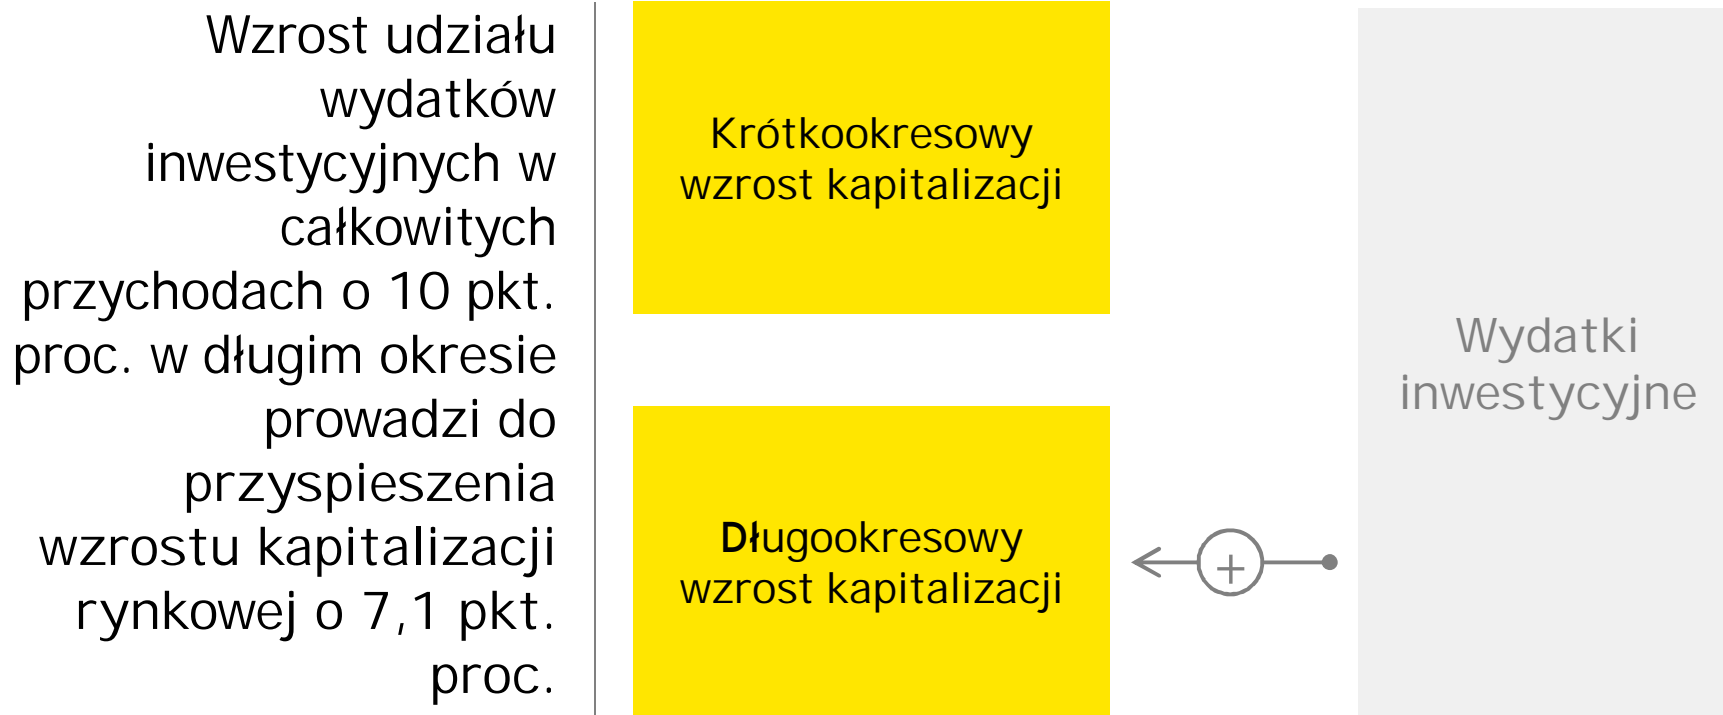 Wzrost udziału
wydatków
inwestycyjnych w
całkowitych
przychodach o 10 pkt.
proc. w długim okresie
prowadzi do
przyspieszenia
wzrostu kapitalizacji
rynkowej o 7,1 pkt.
proc.
Krótkookresowy
wzrost kapitalizacji
Długookresowy
wzrost kapitalizacji
+
Wydatki
inwestycyjne